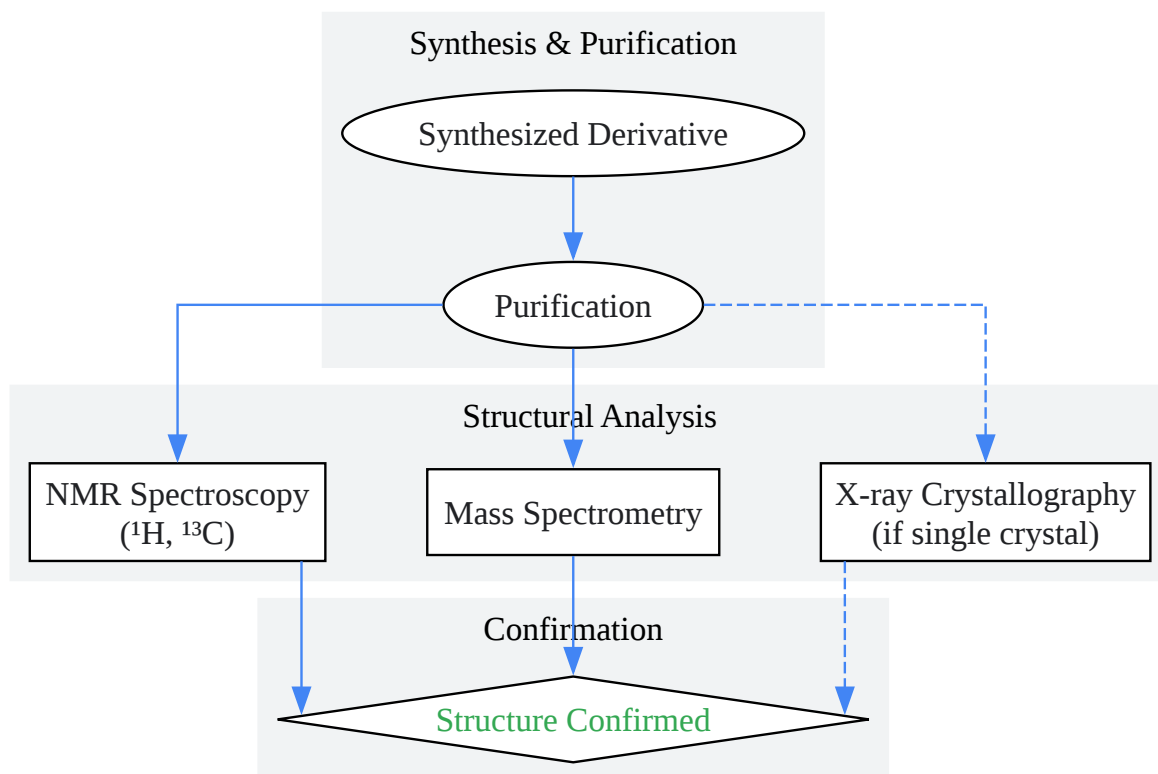 Synthesis & Purification
Synthesized Derivative
Purification
Structural Analysis
NMR Spectroscopy
(¹H, ¹³C)
Mass Spectrometry
X-ray Crystallography
(if single crystal)
Confirmation
Structure Confirmed